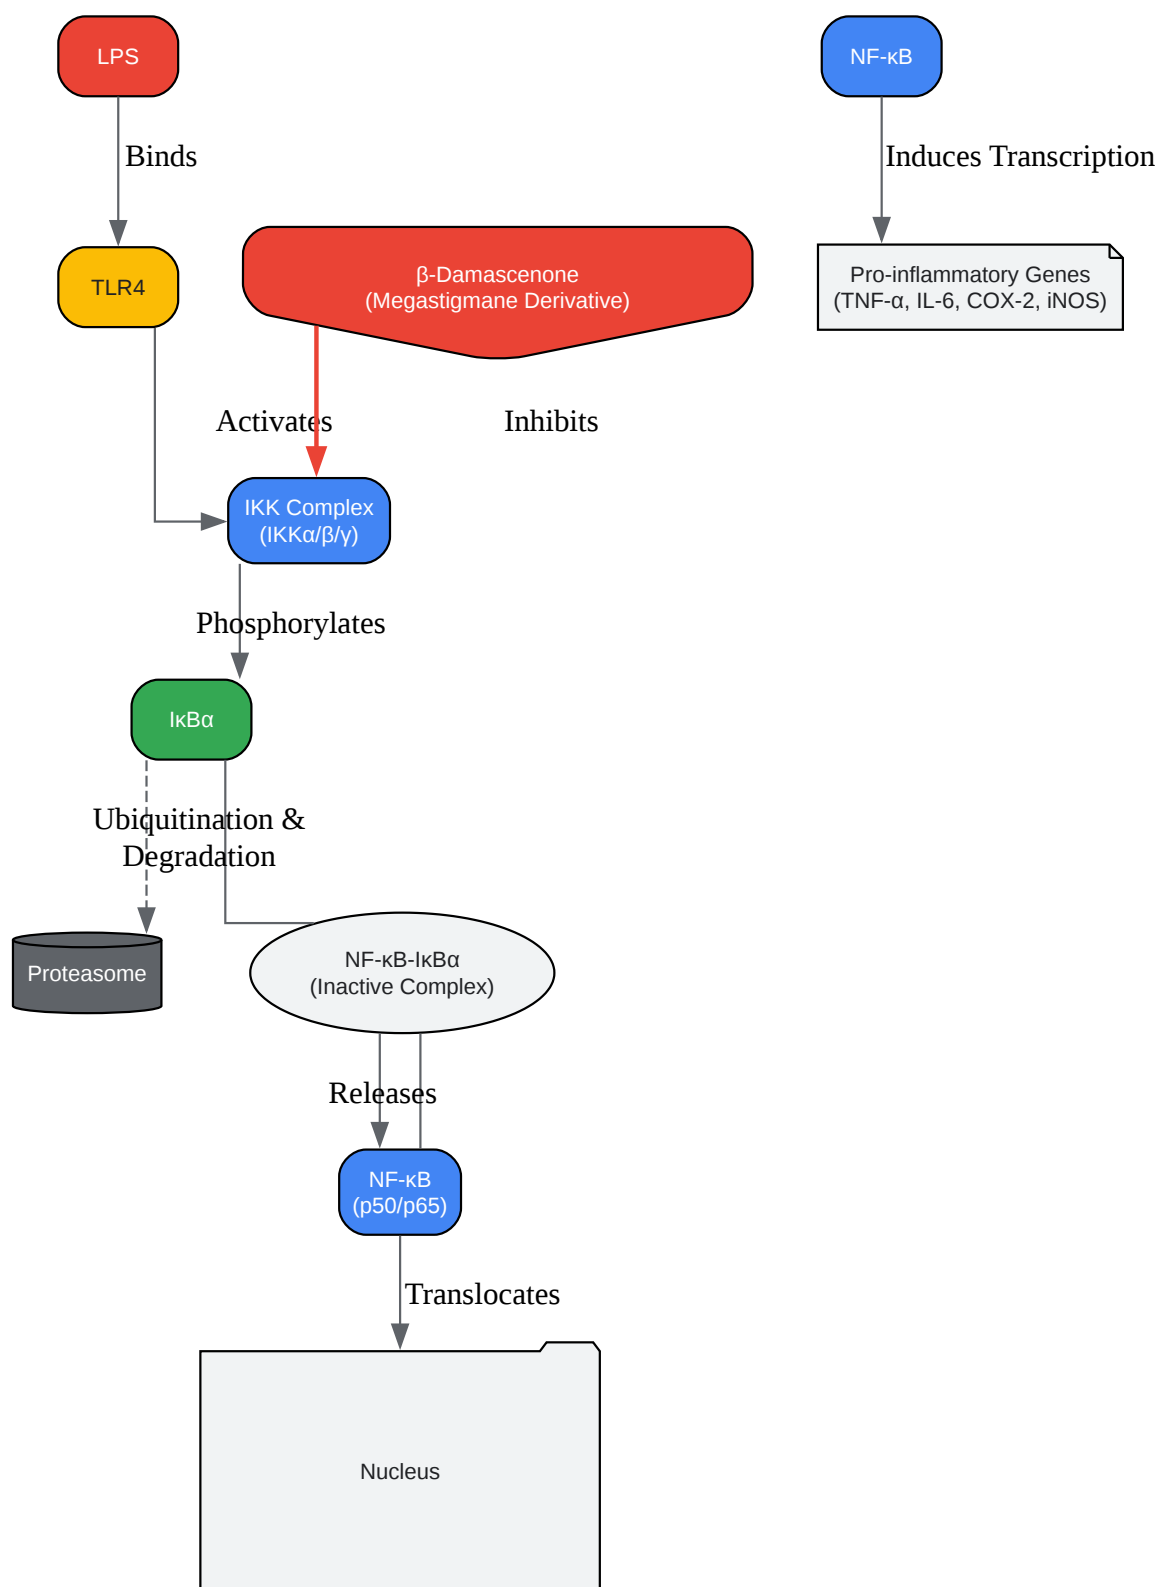 LPS
NF-κB
Binds
Induces Transcription
TLR4
β-Damascenone
(Megastigmane Derivative)
Pro-inflammatory Genes
(TNF-α, IL-6, COX-2, iNOS)
Activates
Inhibits
IKK Complex
(IKKα/β/γ)
Phosphorylates
IκBα
Ubiquitination &
Degradation
Proteasome
NF-κB-IκBα
(Inactive Complex)
Releases
NF-κB
(p50/p65)
Translocates
Nucleus